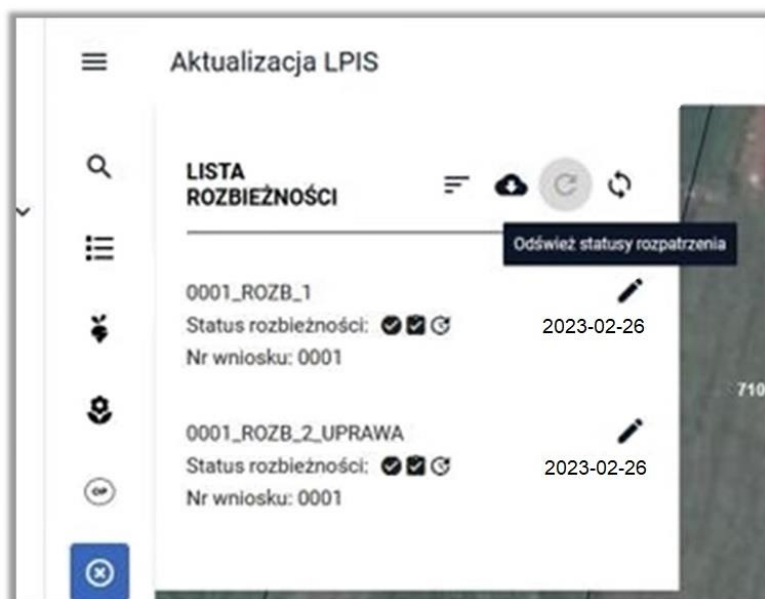 Aktualizacja LPIS
LISTA
ROZBIEŻNOŚCI
Odśwież statusy rozpatrzenia
0001_ROZB_1
Status rozbieżności:
2023-02-26
Nr wniosku: 0001
710
0001_ROZB_2_UPRAWA
Status rozbieżności:
2023-02-26
Nr wniosku: 0001